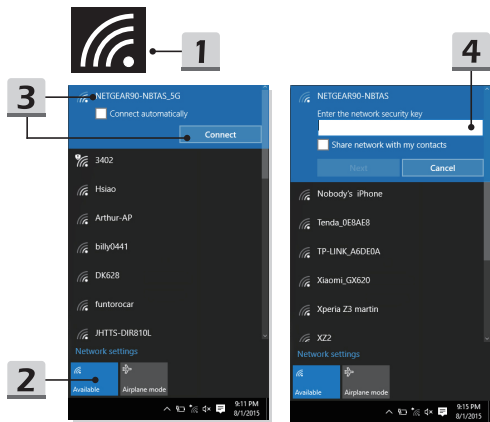 1
3
NETGEAR90-NBTAS_5G
Connect automatically
Connect
3402
Hsiao
Arthur-AP
billy0441
DK628
funtorocar
JHTTS-DIR810L
Network settings
2
Available
Airplane mode
9:11 PM
8/1/2015
4
NETGEAR90-NBTAS
Enter the network security key
Share network with my contacts
Next
Cancel
Nobody's iPhone
Tenda_0E8AE8
TP-LINK_A6DE0A
Xiaomi_GX620
Xperia Z3 martin
XZ2
Network settings
Available
Airplane mode
9:15 PM
8/1/2015